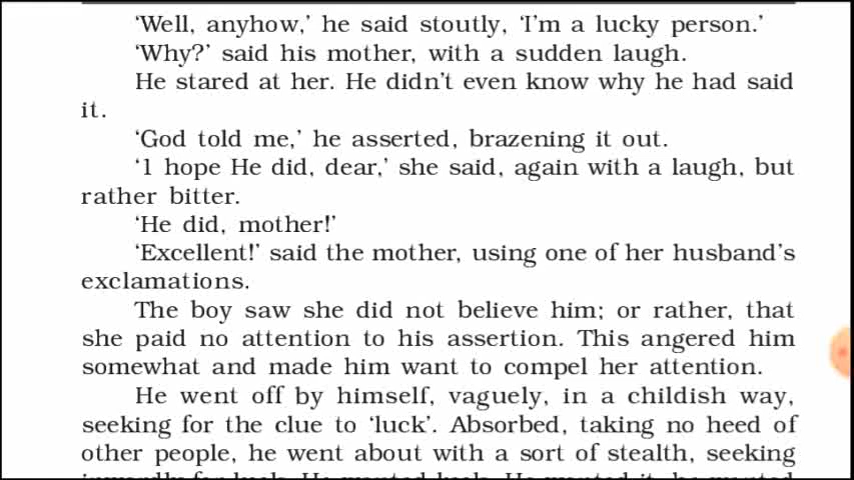 ‘Well, anyhow,’ he said stoutly, ‘I’m a lucky person.’
‘Why?’ said his mother, with a sudden laugh.
He stared at her. He didn’t even know why he had said
it.
‘God told me,’ he asserted, brazening it out.
‘1 hope He did, dear,’ she said, again with a laugh, but
rather bitter.
‘He did, mother!’
‘Excellent!’ said the mother, using one of her husband’s
exclamations.
The boy saw she did not believe him; or rather, that
she paid no attention to his assertion. This angered him
somewhat and made him want to compel her attention.
He went off by himself, vaguely, in a childish way,
seeking for the clue to ‘luck’. Absorbed, taking no heed of
other people, he went about with a sort of stealth, seeking